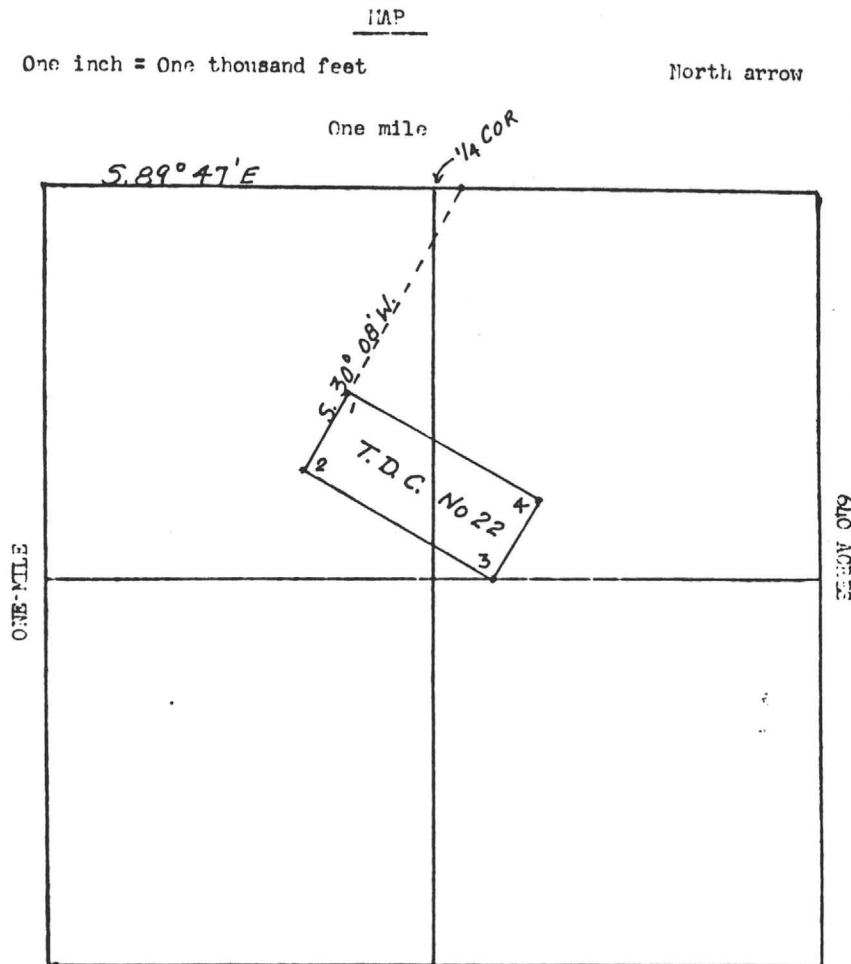 MAP
One inch = One thousand feet
North arrow
One mile
1/4 COR
S. 89° 47' E
S. 30° 08' W.
1
2
T. D. C. No 22
4
3
ONE-MILE
640 ACRES